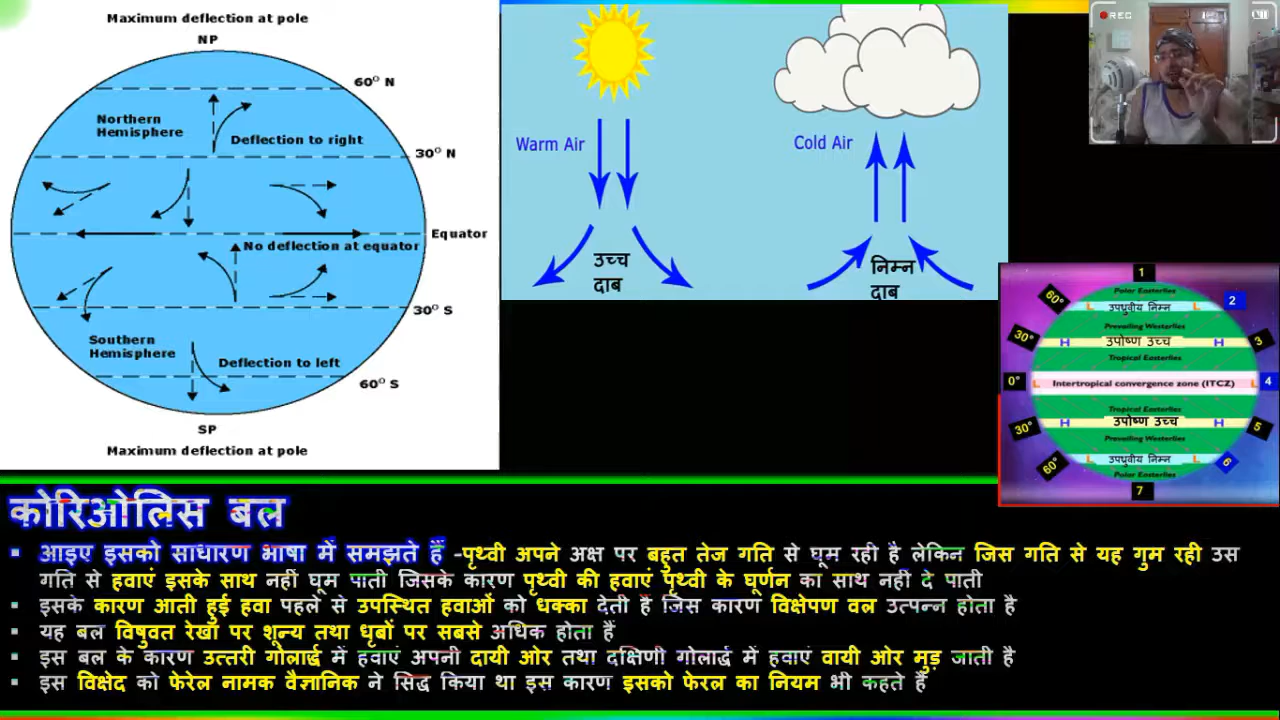 Maximum deflection at pole
NP
60° N
Northern
Hemisphere
Deflection to right
30° N
Equator
No deflection at equator
30° S
Southern
Hemisphere
Deflection to left
60° S
SP
Maximum deflection at pole
Warm Air
उच्च
दाब
Cold Air
निम्न
दाब
REC
1
Polar Easterlies
60°
L उपध्रुवीय निम्न L
2
Prevailing Westerlies
30°
H उपोष्ण उच्च H
3
Tropical Easterlies
0°
L Intertropical convergence zone (ITCZ) L
4
Tropical Easterlies
30°
H उपोष्ण उच्च H
5
Prevailing Westerlies
60°
L उपध्रुवीय निम्न L
6
Polar Easterlies
7
कोरिओलिस बल
▪ आइए इसको साधारण भाषा में समझते हैं -पृथ्वी अपने अक्ष पर बहुत तेज गति से घूम रही है लेकिन जिस गति से यह गुम रही उस
गति से हवाएं इसके साथ नहीं घूम पाती जिसके कारण पृथ्वी की हवाएं पृथ्वी के घूर्णन का साथ नहीं दे पाती
▪ इसके कारण आती हुई हवा पहले से उपस्थित हवाओं को धक्का देती है जिस कारण विक्षेपण वल उत्पन्न होता है
▪ यह बल विषुवत रेखा पर शून्य तथा धृबों पर सबसे अधिक होता हैं
▪ इस बल के कारण उत्तरी गोलार्द्ध में हवाएं अपनी दायी ओर तथा दक्षिणी गोलार्द्ध में हवाएं वायी ओर मुड़ जाती है
▪ इस विक्षेद को फेरेल नामक वैज्ञानिक ने सिद्ध किया था इस कारण इसको फेरल का नियम भी कहते हैं